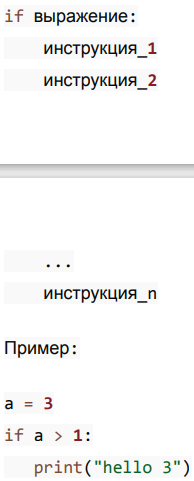 if выражение:
инструкция_1
инструкция_2
...
инструкция_n
Пример:
a = 3
if a > 1:
print("hello 3")